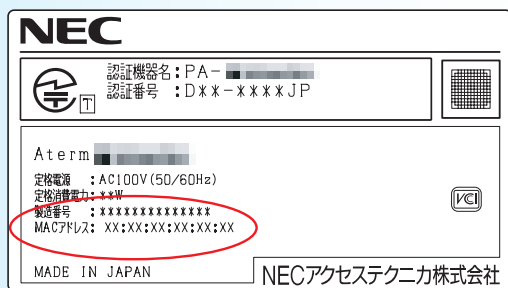 NEC
認証機器名:PA-
認証番号 :D**-****JP
T
Aterm
定格電源 :AC100V(50/60Hz)
定格消費電力:**W
製造番号 :**************
MACアドレス: XX:XX:XX:XX:XX:XX
VCI
MADE IN JAPAN
NECアクセステクニカ株式会社